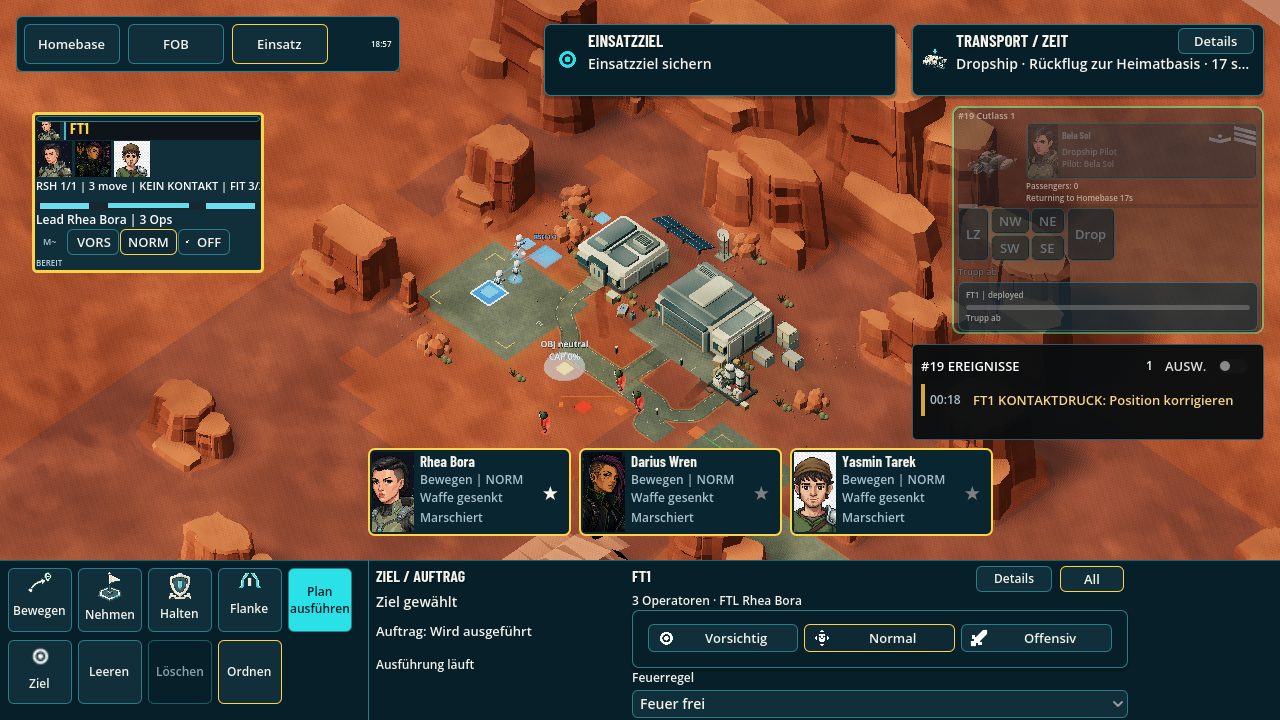 Homebase
FOB
Einsatz
18:57
EINSATZZIEL
Einsatzziel sichern
TRANSPORT / ZEIT
Details
Dropship · Rückflug zur Heimatbasis · 17 s...
FT1
RSH 1/1 | 3 move | KEIN KONTAKT | FIT 3/
Lead Rhea Bora | 3 Ops
M~
VORS
NORM
OFF
BEREIT
#19 Cutlass 1
Bela Sol
Dropship Pilot
Pilot: Bela Sol
Passengers: 0
Returning to Homebase 17s
LZ
NW
NE
SW
SE
Drop
Trupp ab
FT1 | deployed
Trupp ab
OBJ neutral
CAP 0%
#19 EREIGNISSE
1
AUSW.
00:18
FT1 KONTAKTDRUCK: Position korrigieren
Rhea Bora
Bewegen | NORM
Waffe gesenkt
Marschiert
Darius Wren
Bewegen | NORM
Waffe gesenkt
Marschiert
Yasmin Tarek
Bewegen | NORM
Waffe gesenkt
Marschiert
Bewegen
Nehmen
Halten
Flanke
Plan
ausführen
Ziel
Leeren
Löschen
Ordnen
ZIEL / AUFTRAG
Ziel gewählt
Auftrag: Wird ausgeführt
Ausführung läuft
FT1
Details
All
3 Operatoren · FTL Rhea Bora
Vorsichtig
Normal
Offensiv
Feuerregel
Feuer frei